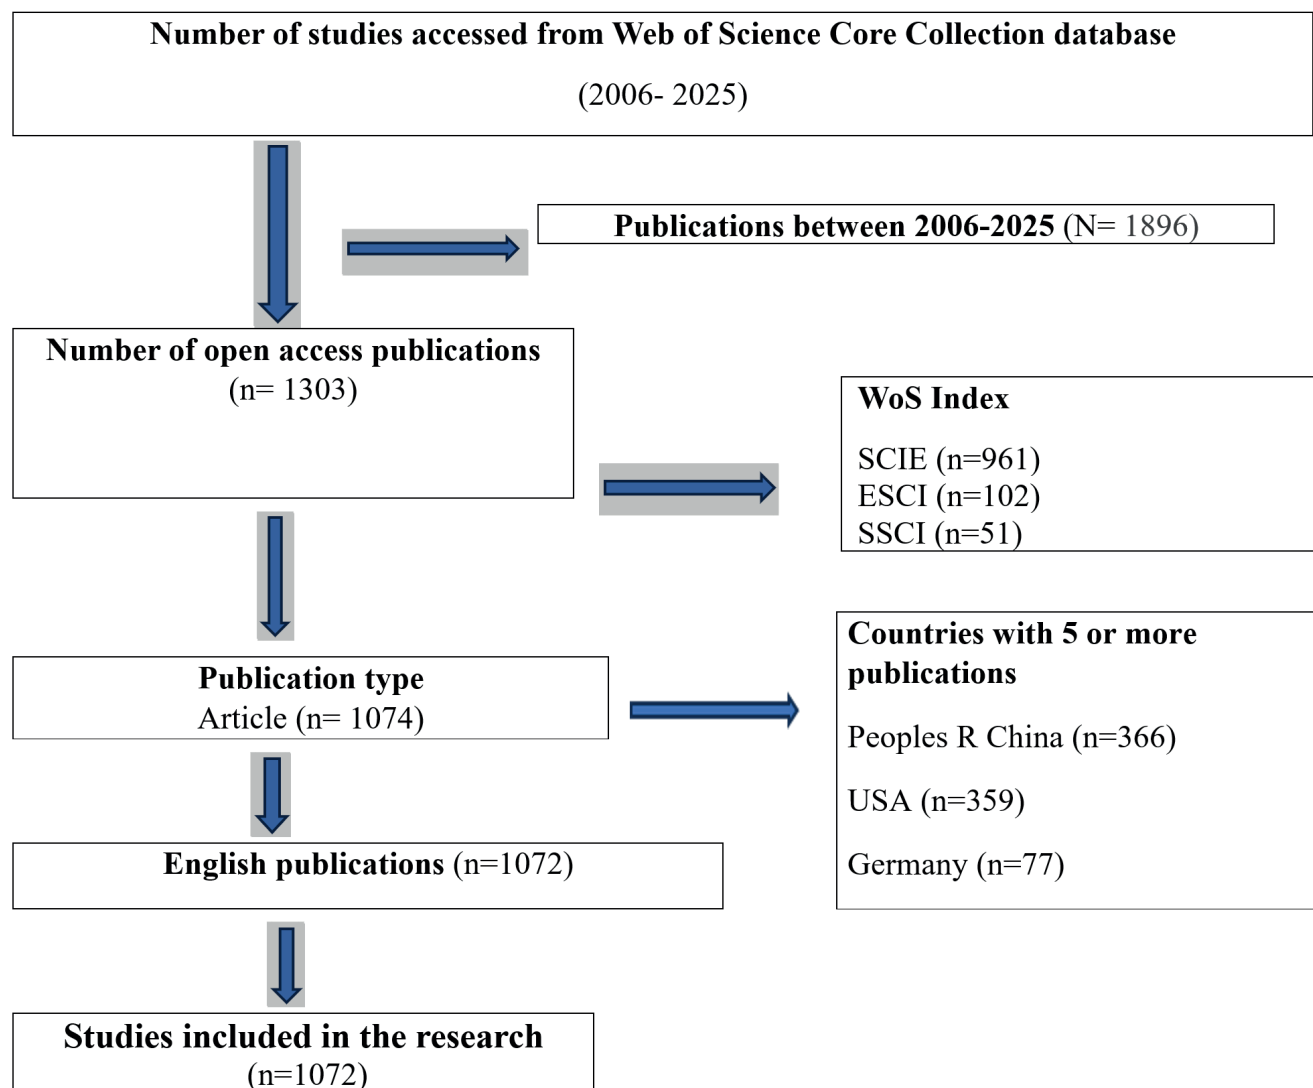 Number of studies accessed from Web of Science Core Collection database
(2006- 2025)
Publications between 2006-2025 (N= 1896)
Number of open access publications
(n= 1303)
WoS Index
SCIE (n=961)
ESCI (n=102)
SSCI (n=51)
Publication type
Article (n= 1074)
Countries with 5 or more
publications
Peoples R China (n=366)
USA (n=359)
Germany (n=77)
English publications (n=1072)
Studies included in the research
(n=1072)